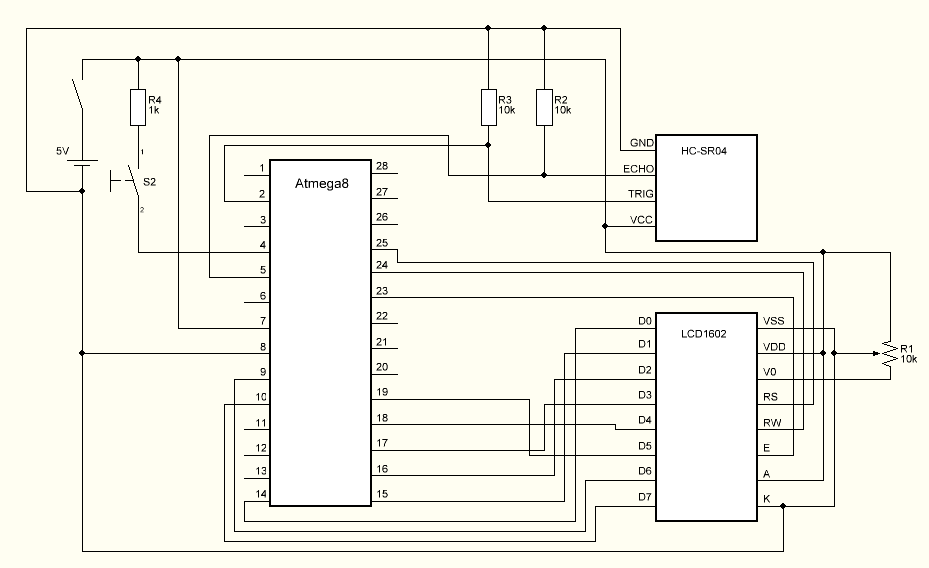 R4
1k
R3
10k
R2
10k
5V
1
S2
2
Atmega8
1
2
3
4
5
6
7
8
9
10
11
12
13
14
28
27
26
25
24
23
22
21
20
19
18
17
16
15
HC-SR04
GND
ECHO
TRIG
VCC
LCD1602
D0
D1
D2
D3
D4
D5
D6
D7
VSS
VDD
V0
RS
RW
E
A
K
R1
10k